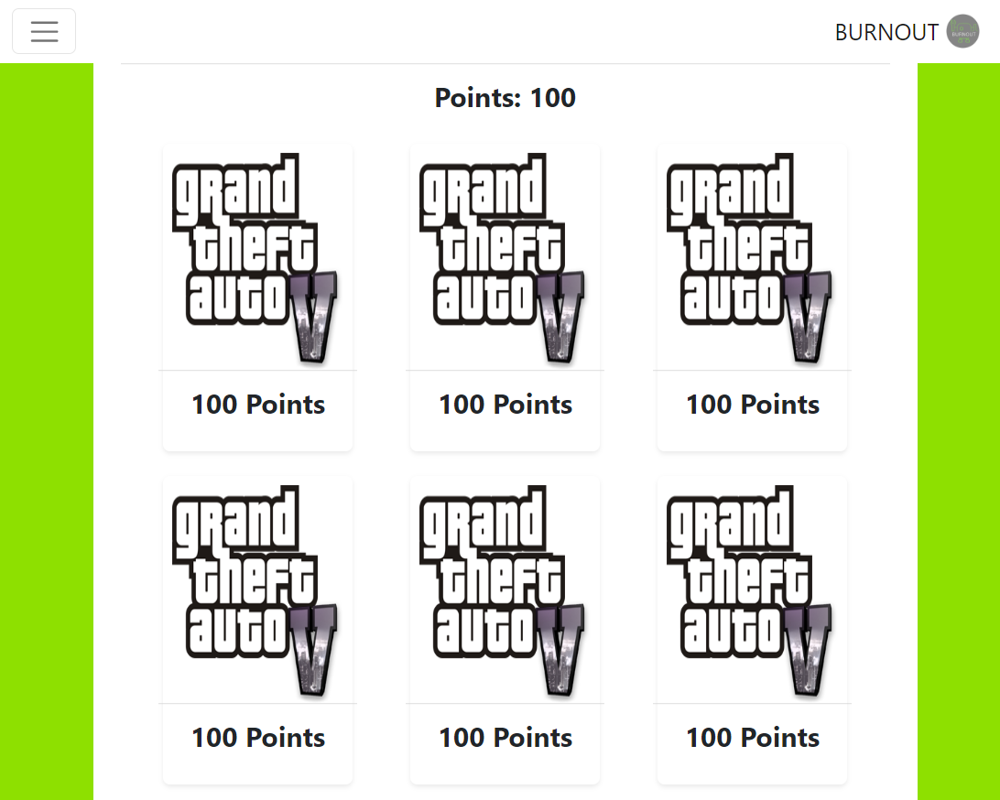 BURNOUT
BURNOUT
Points: 100
grand
theft
auto V
grand
theft
auto V
grand
theft
auto V
100 Points
100 Points
100 Points
grand
theft
auto V
grand
theft
auto V
grand
theft
auto V
100 Points
100 Points
100 Points